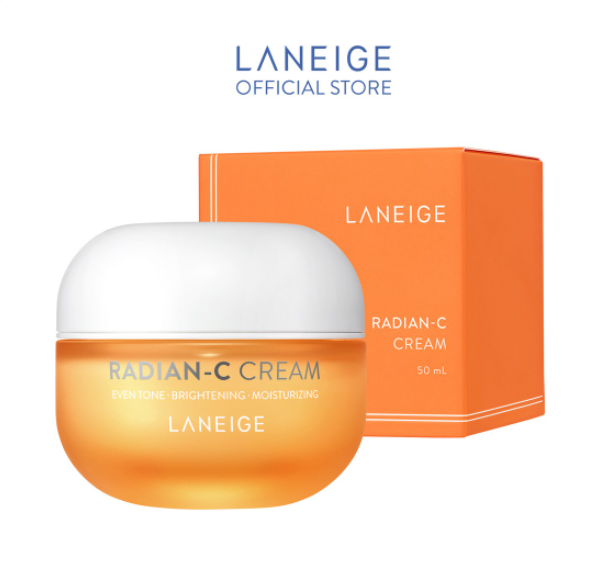 LANEIGE
OFFICIAL STORE
LANEIGE
RADIAN-C
CREAM
50 mL
RADIAN-C CREAM
EVEN TONE · BRIGHTENING · MOISTURIZING
LANEIGE